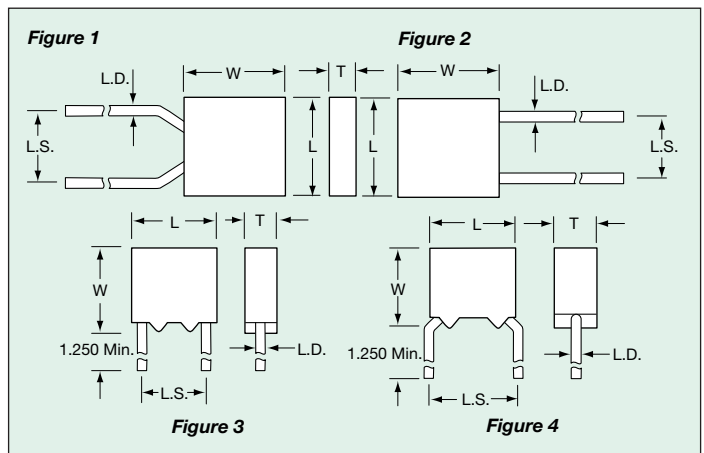 Figure 1
Figure 2
W
T
W
L.D.
L.D.
L.S.
L
L
L.S.
L
T
L
T
W
W
1.250 Min.
L.D.
1.250 Min.
L.D.
L.S.
L.S.
Figure 3
Figure 4